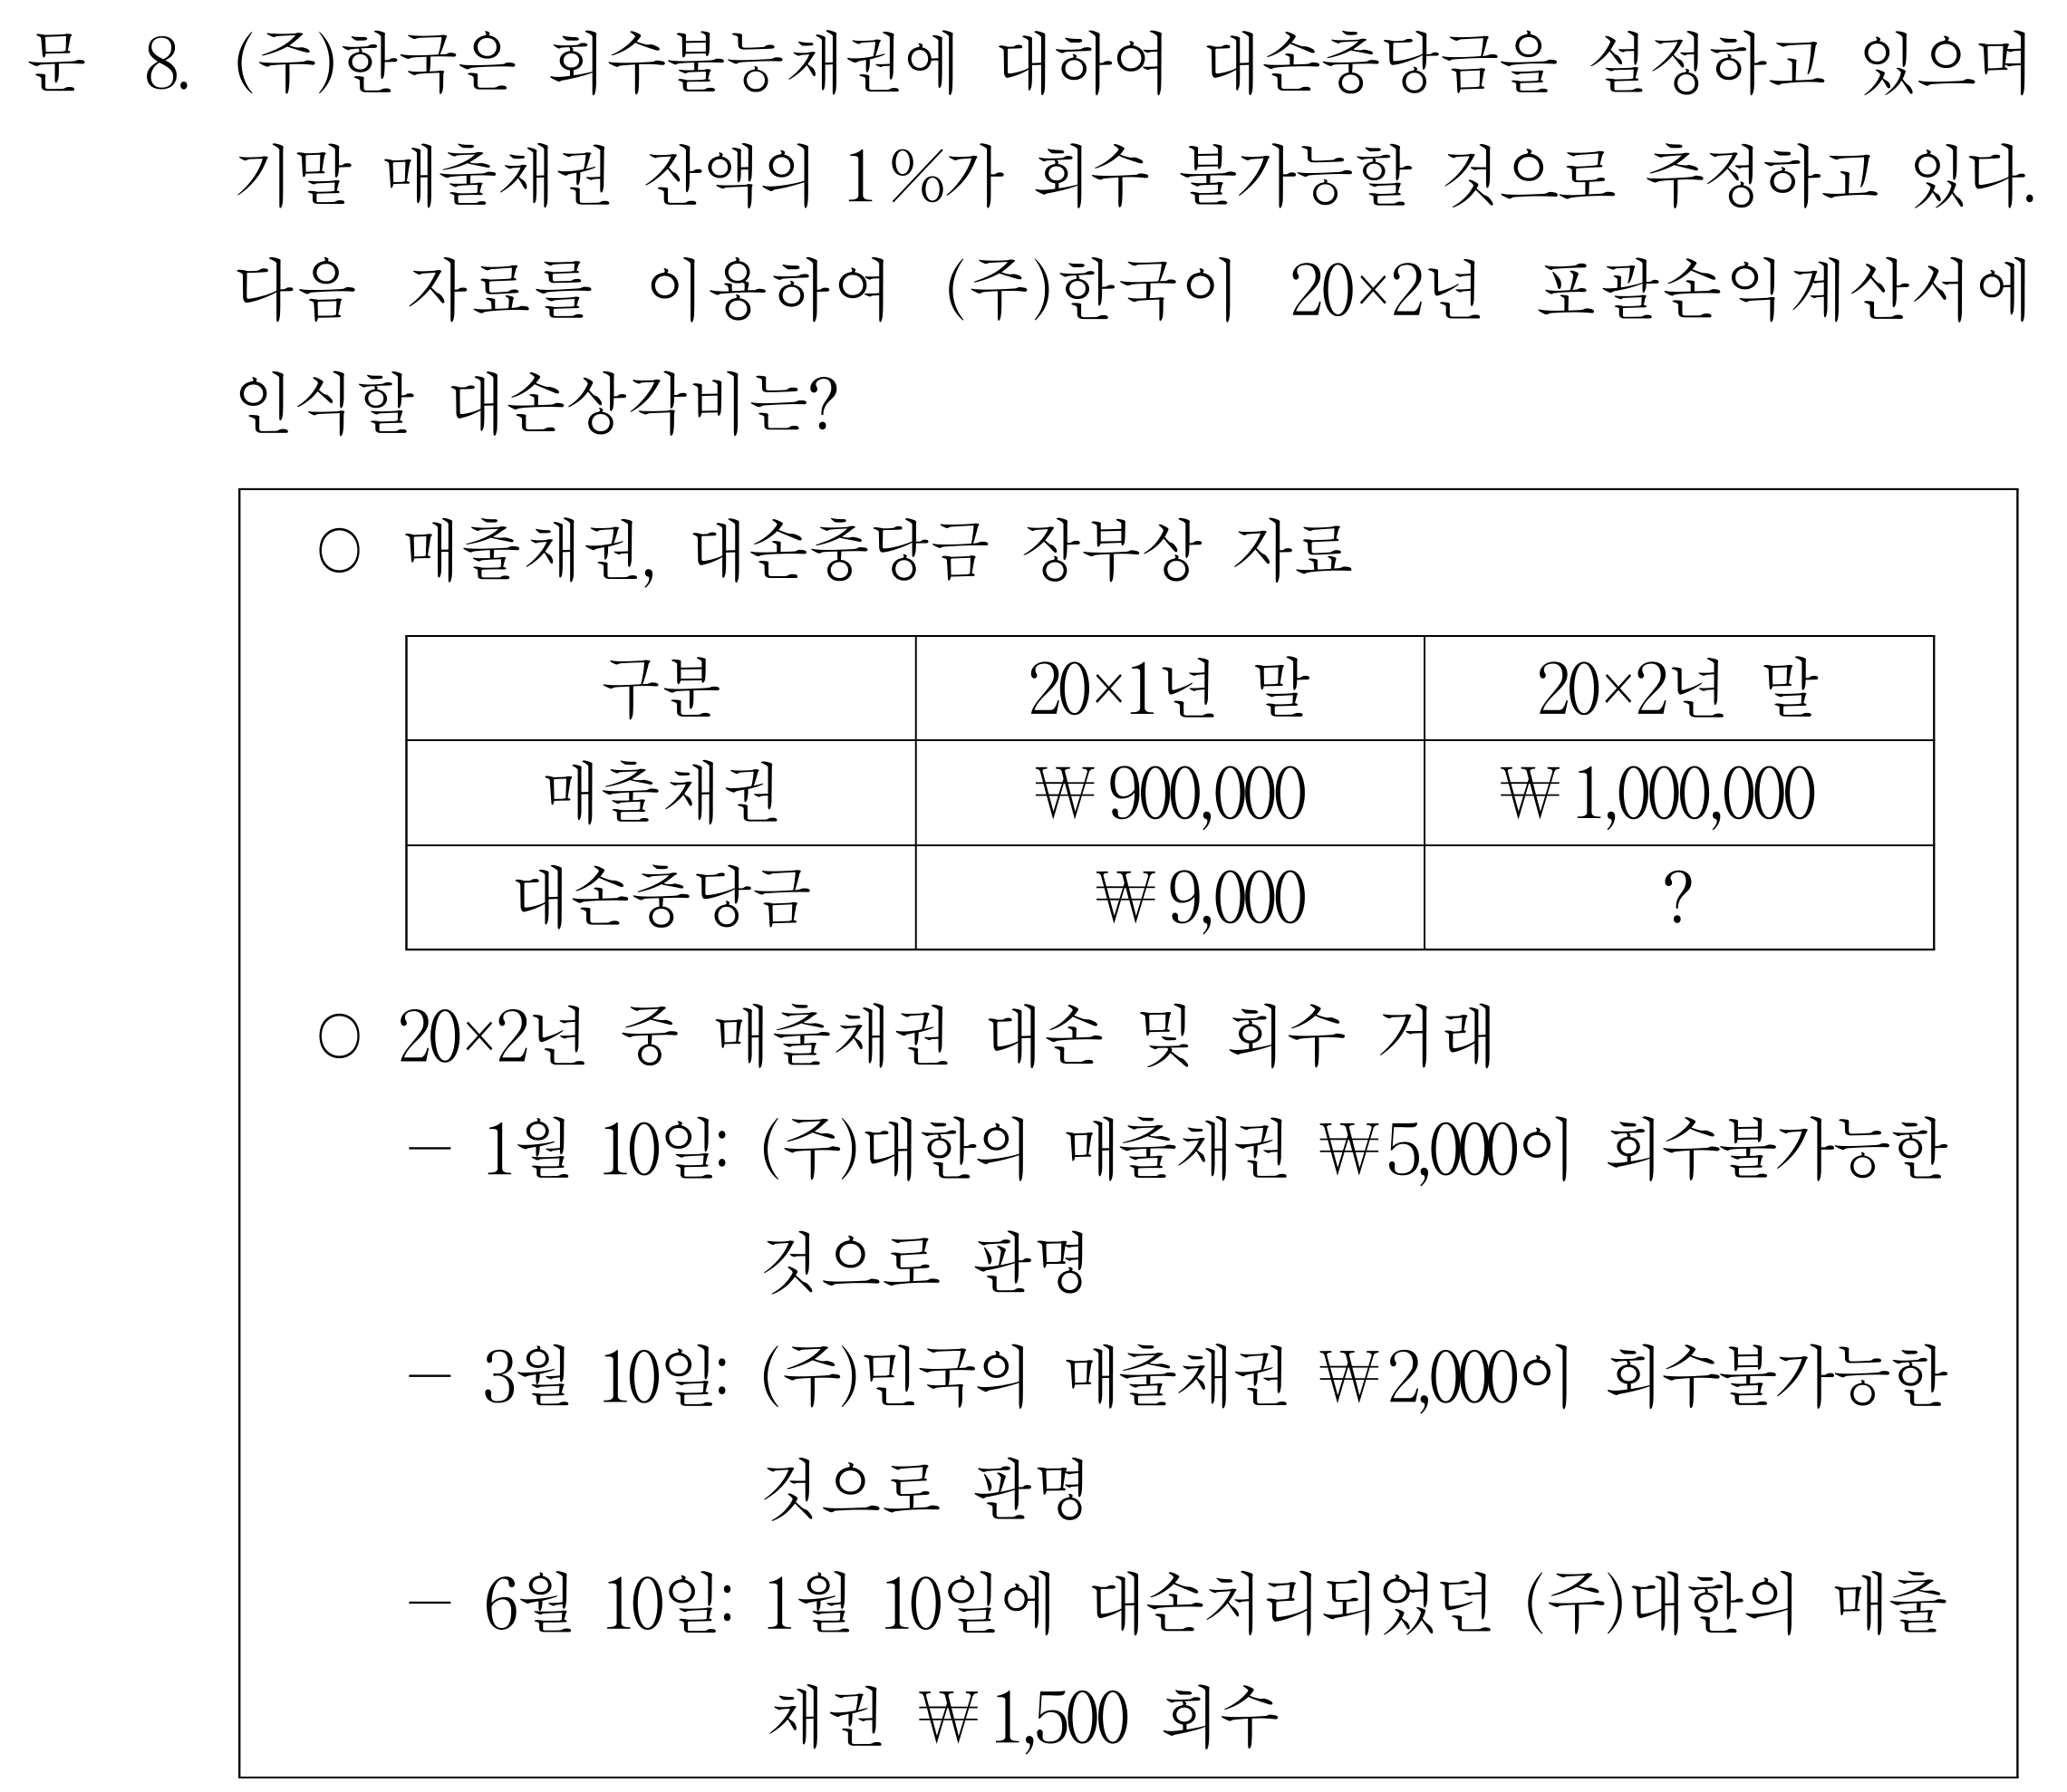 문 8. (주)한국은 회수불능채권에 대하여 대손충당금을 설정하고 있으며
기말 매출채권 잔액의 1%가 회수 불가능할 것으로 추정하고 있다.
다음 자료를 이용하여 (주)한국이 20×2년 포괄손익계산서에
인식할 대손상각비는?
○ 매출채권, 대손충당금 장부상 자료
구분 20×1년 말 20×2년 말
매출채권 ₩900,000 ₩1,000,000
대손충당금 ₩9,000 ?
○ 20×2년 중 매출채권 대손 및 회수 거래
― 1월 10일: (주)대한의 매출채권 ₩5,000이 회수불가능한
것으로 판명
― 3월 10일: (주)민국의 매출채권 ₩2,000이 회수불가능한
것으로 판명
― 6월 10일: 1월 10일에 대손처리되었던 (주)대한의 매출
채권 ₩1,500 회수